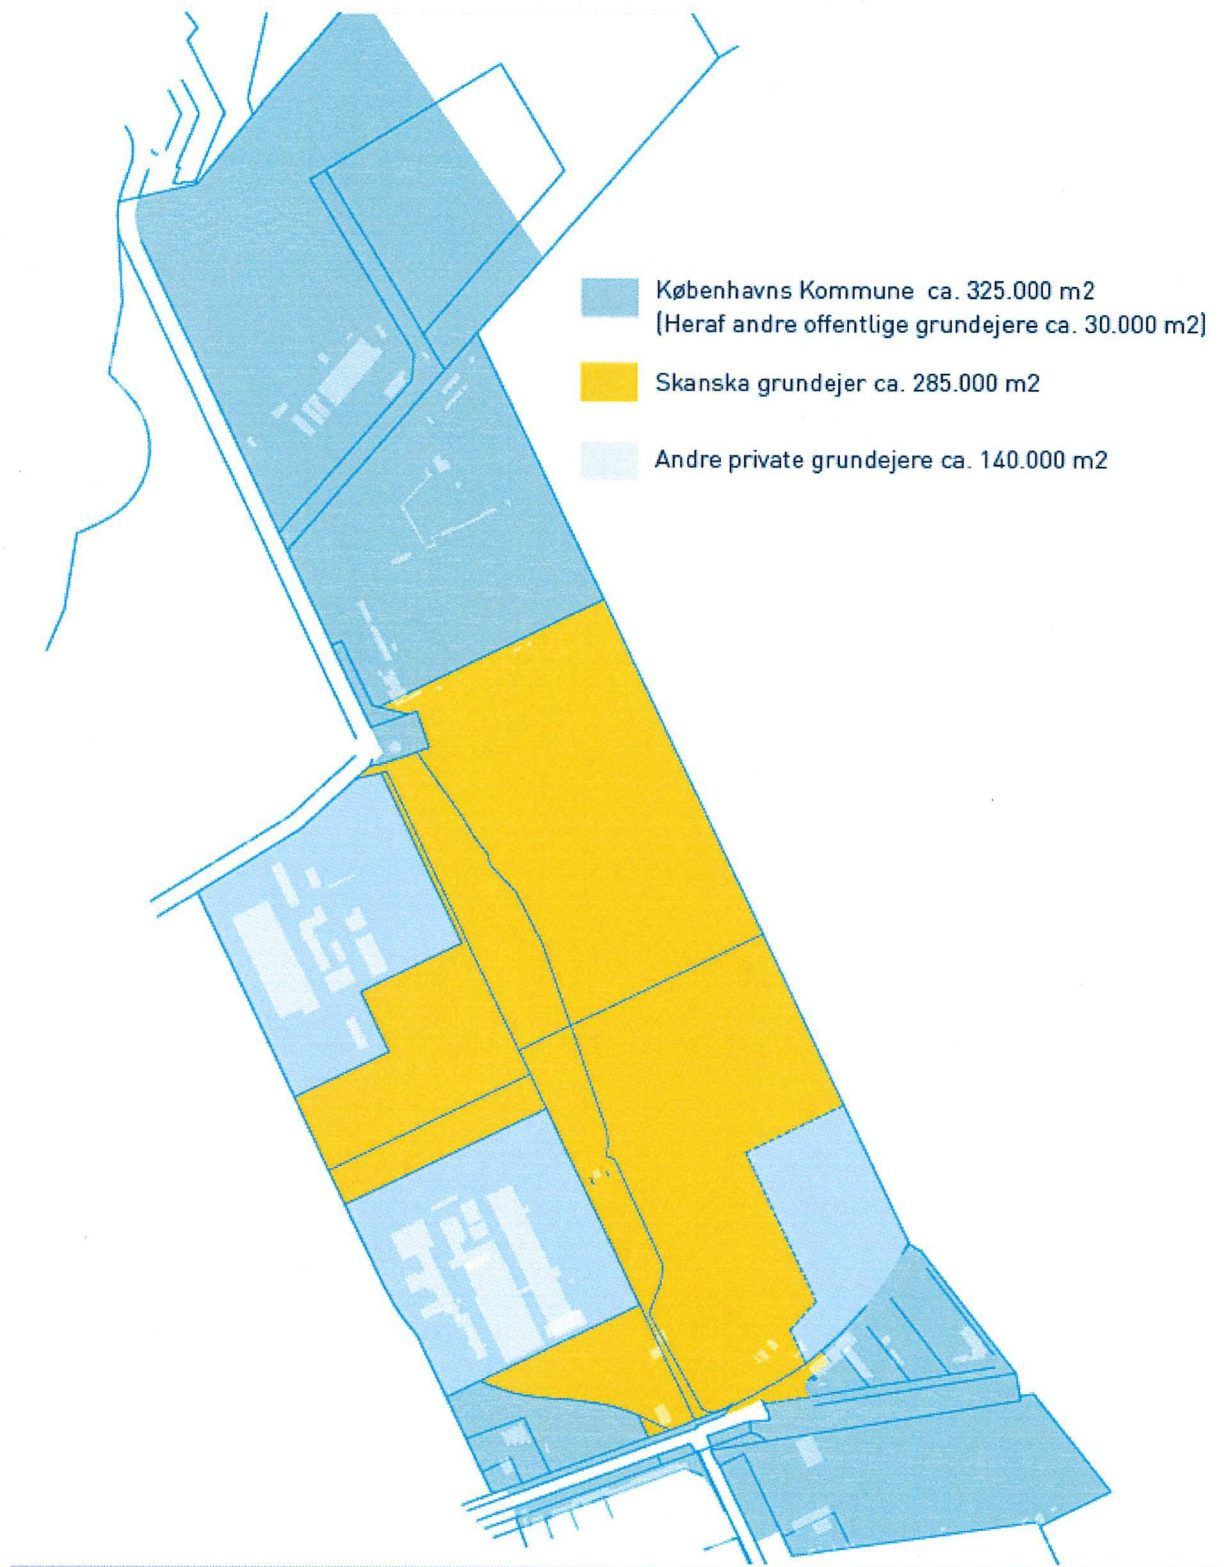 Københavns Kommune ca. 325.000 m2
(Heraf andre offentlige grundejere ca. 30.000 m2)
Skanska grundejer ca. 285.000 m2
Andre private grundejere ca. 140.000 m2